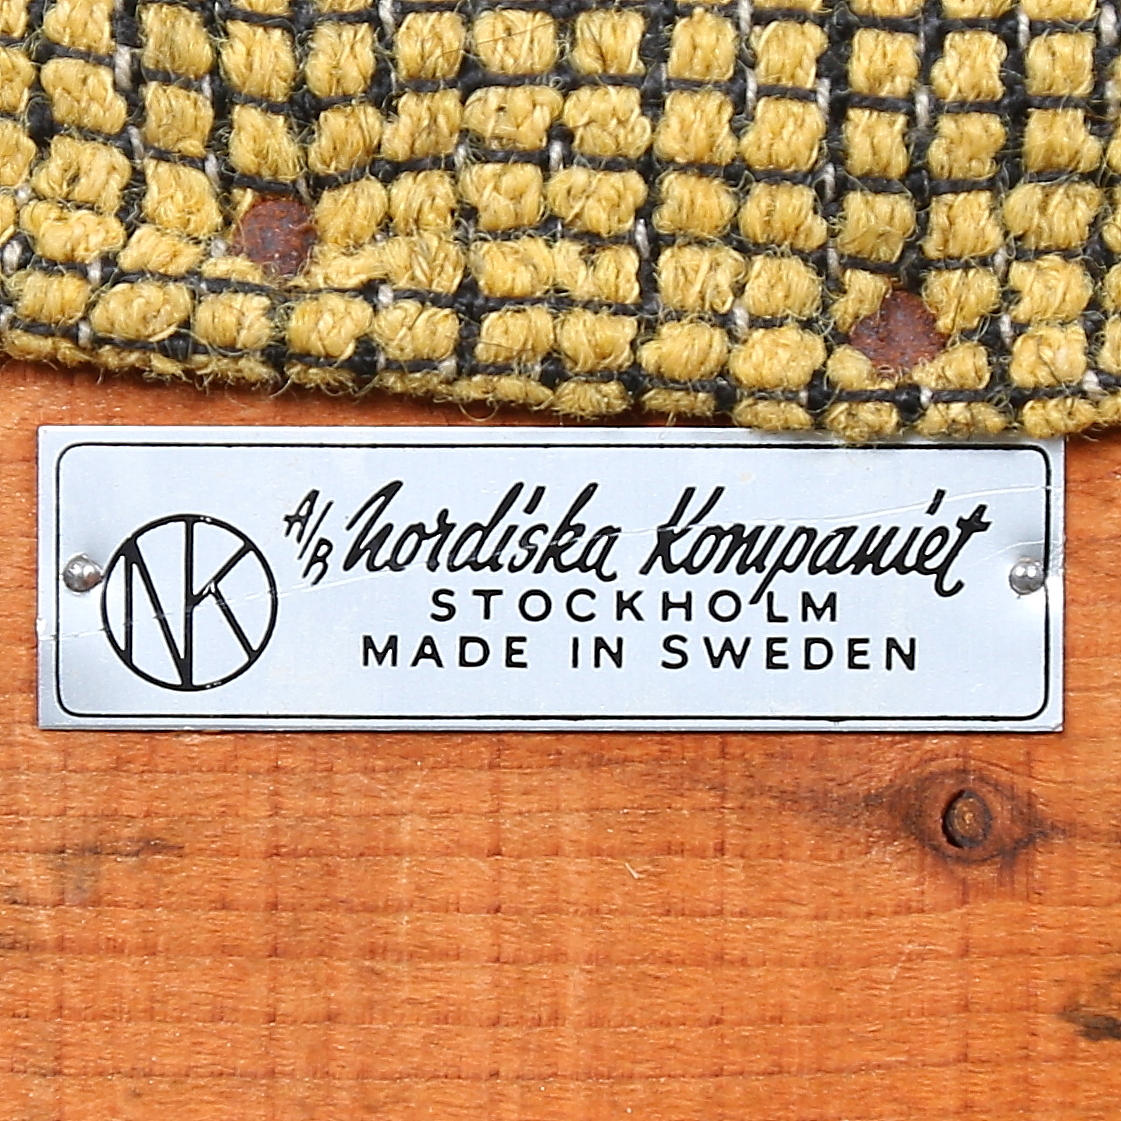 NK
A/B Nordiska Kompaniet
STOCKHOLM
MADE IN SWEDEN